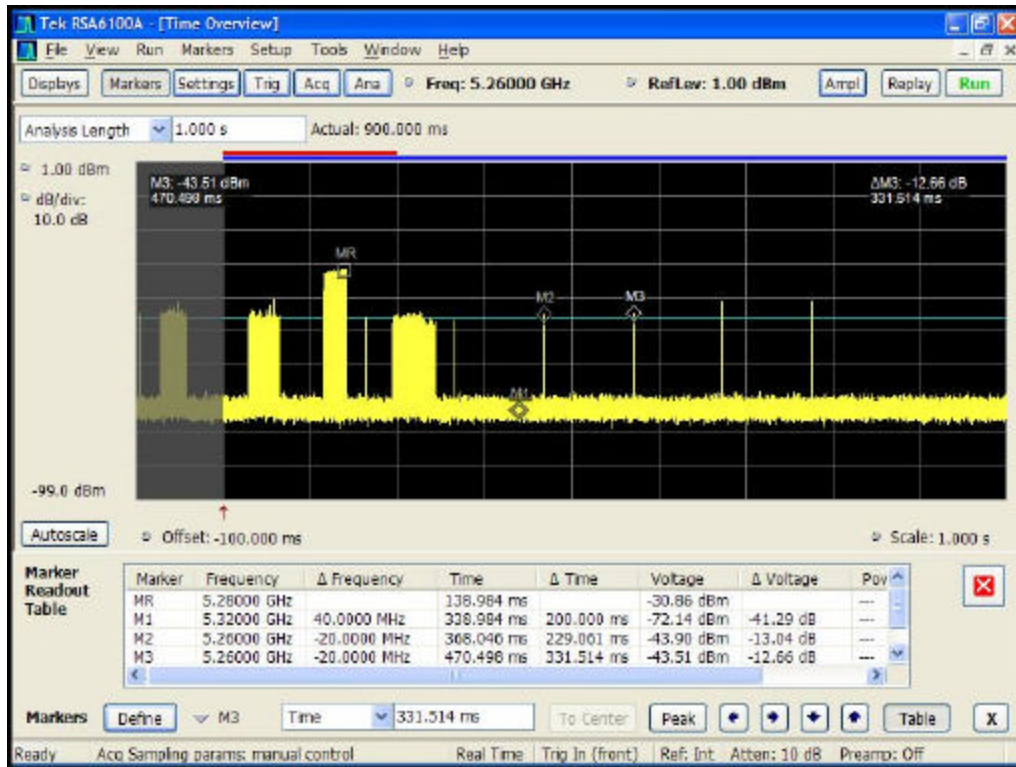 Tek RSA6100A - [Time Overview]
File View Run Markers Setup Tools Window Help
Displays Markers Settings Trig Acq Ana Freq: 5.26000 GHz RefLev: 1.00 dBm Ampl Replay Run
Analysis Length 1.000 s Actual: 900.000 ms
1.00 dBm
dB/div:
10.0 dB
M3: -43.51 dBm
470.498 ms
ΔM3: -12.66 dB
331.514 ms
MR
M2
M3
M1
-99.0 dBm
Autoscale Offset: -100.000 ms Scale: 1.000 s
Marker
Readout
Table
Marker Frequency Δ Frequency Time Δ Time Voltage Δ Voltage Pow
MR 5.28000 GHz 138.984 ms -30.86 dBm ---
M1 5.32000 GHz 40.0000 MHz 338.984 ms 200.000 ms -72.14 dBm -41.29 dB ---
M2 5.26000 GHz -20.0000 MHz 368.046 ms 229.061 ms -43.90 dBm -13.04 dB ---
M3 5.26000 GHz -20.0000 MHz 470.498 ms 331.514 ms -43.51 dBm -12.66 dB ---
Markers Define M3 Time 331.514 ms To Center Peak Table X
Ready Acq Sampling params: manual control Real Time Trig In (front) Ref: Int Atten: 10 dB Preamp: Off